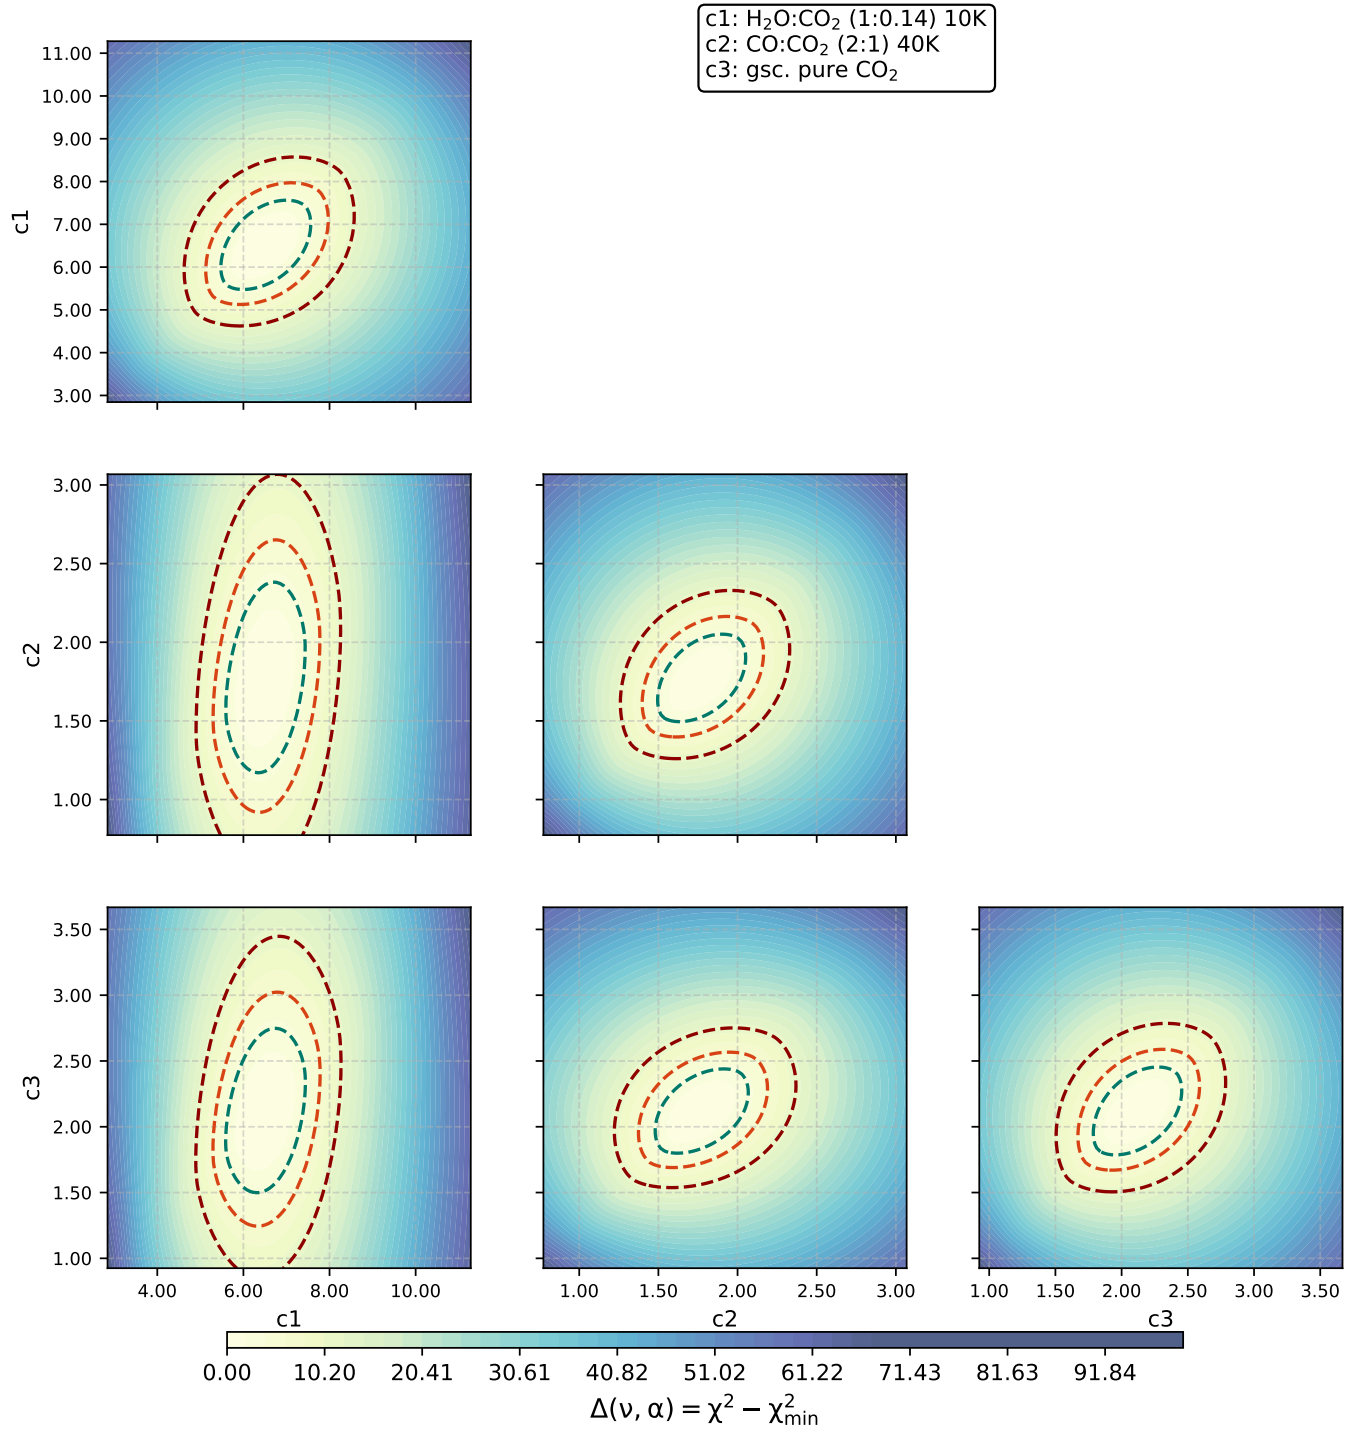 c1: H₂O:CO₂ (1:0.14) 10K
c2: CO:CO₂ (2:1) 40K
c3: gsc. pure CO₂
11.00
10.00
9.00
8.00
7.00
6.00
5.00
4.00
3.00
c1
3.00
2.50
2.00
1.50
1.00
c2
3.50
3.00
2.50
2.00
1.50
1.00
c3
4.00 6.00 8.00 10.00
1.00 1.50 2.00 2.50 3.00
1.00 1.50 2.00 2.50 3.00 3.50
c1 c2 c3
0.00 10.20 20.41 30.61 40.82 51.02 61.22 71.43 81.63 91.84
Δ(ν, α) = χ² − χ²min